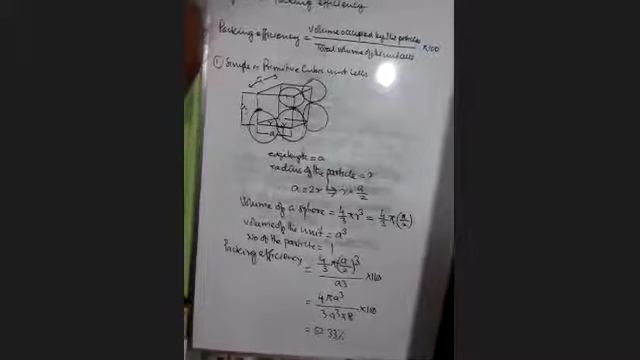 Packing efficiency
Packing efficiency = Volume occupied by the particles / Total volume of the unit cells × 100
① Simple or Primitive Cubic unit cells
a
a
edge length = a
radius of the particle = r
a = 2r ⇒ r = a/2
Volume of a sphere = 4/3 πr³ = 4/3 π(a/2)
volume of the unit = a³
No of the particle = 1
Packing efficiency = 4/3 π(a/2)³ / a3 × 100
= 4πa³ / 3a³×8 × 100
= 52.33%